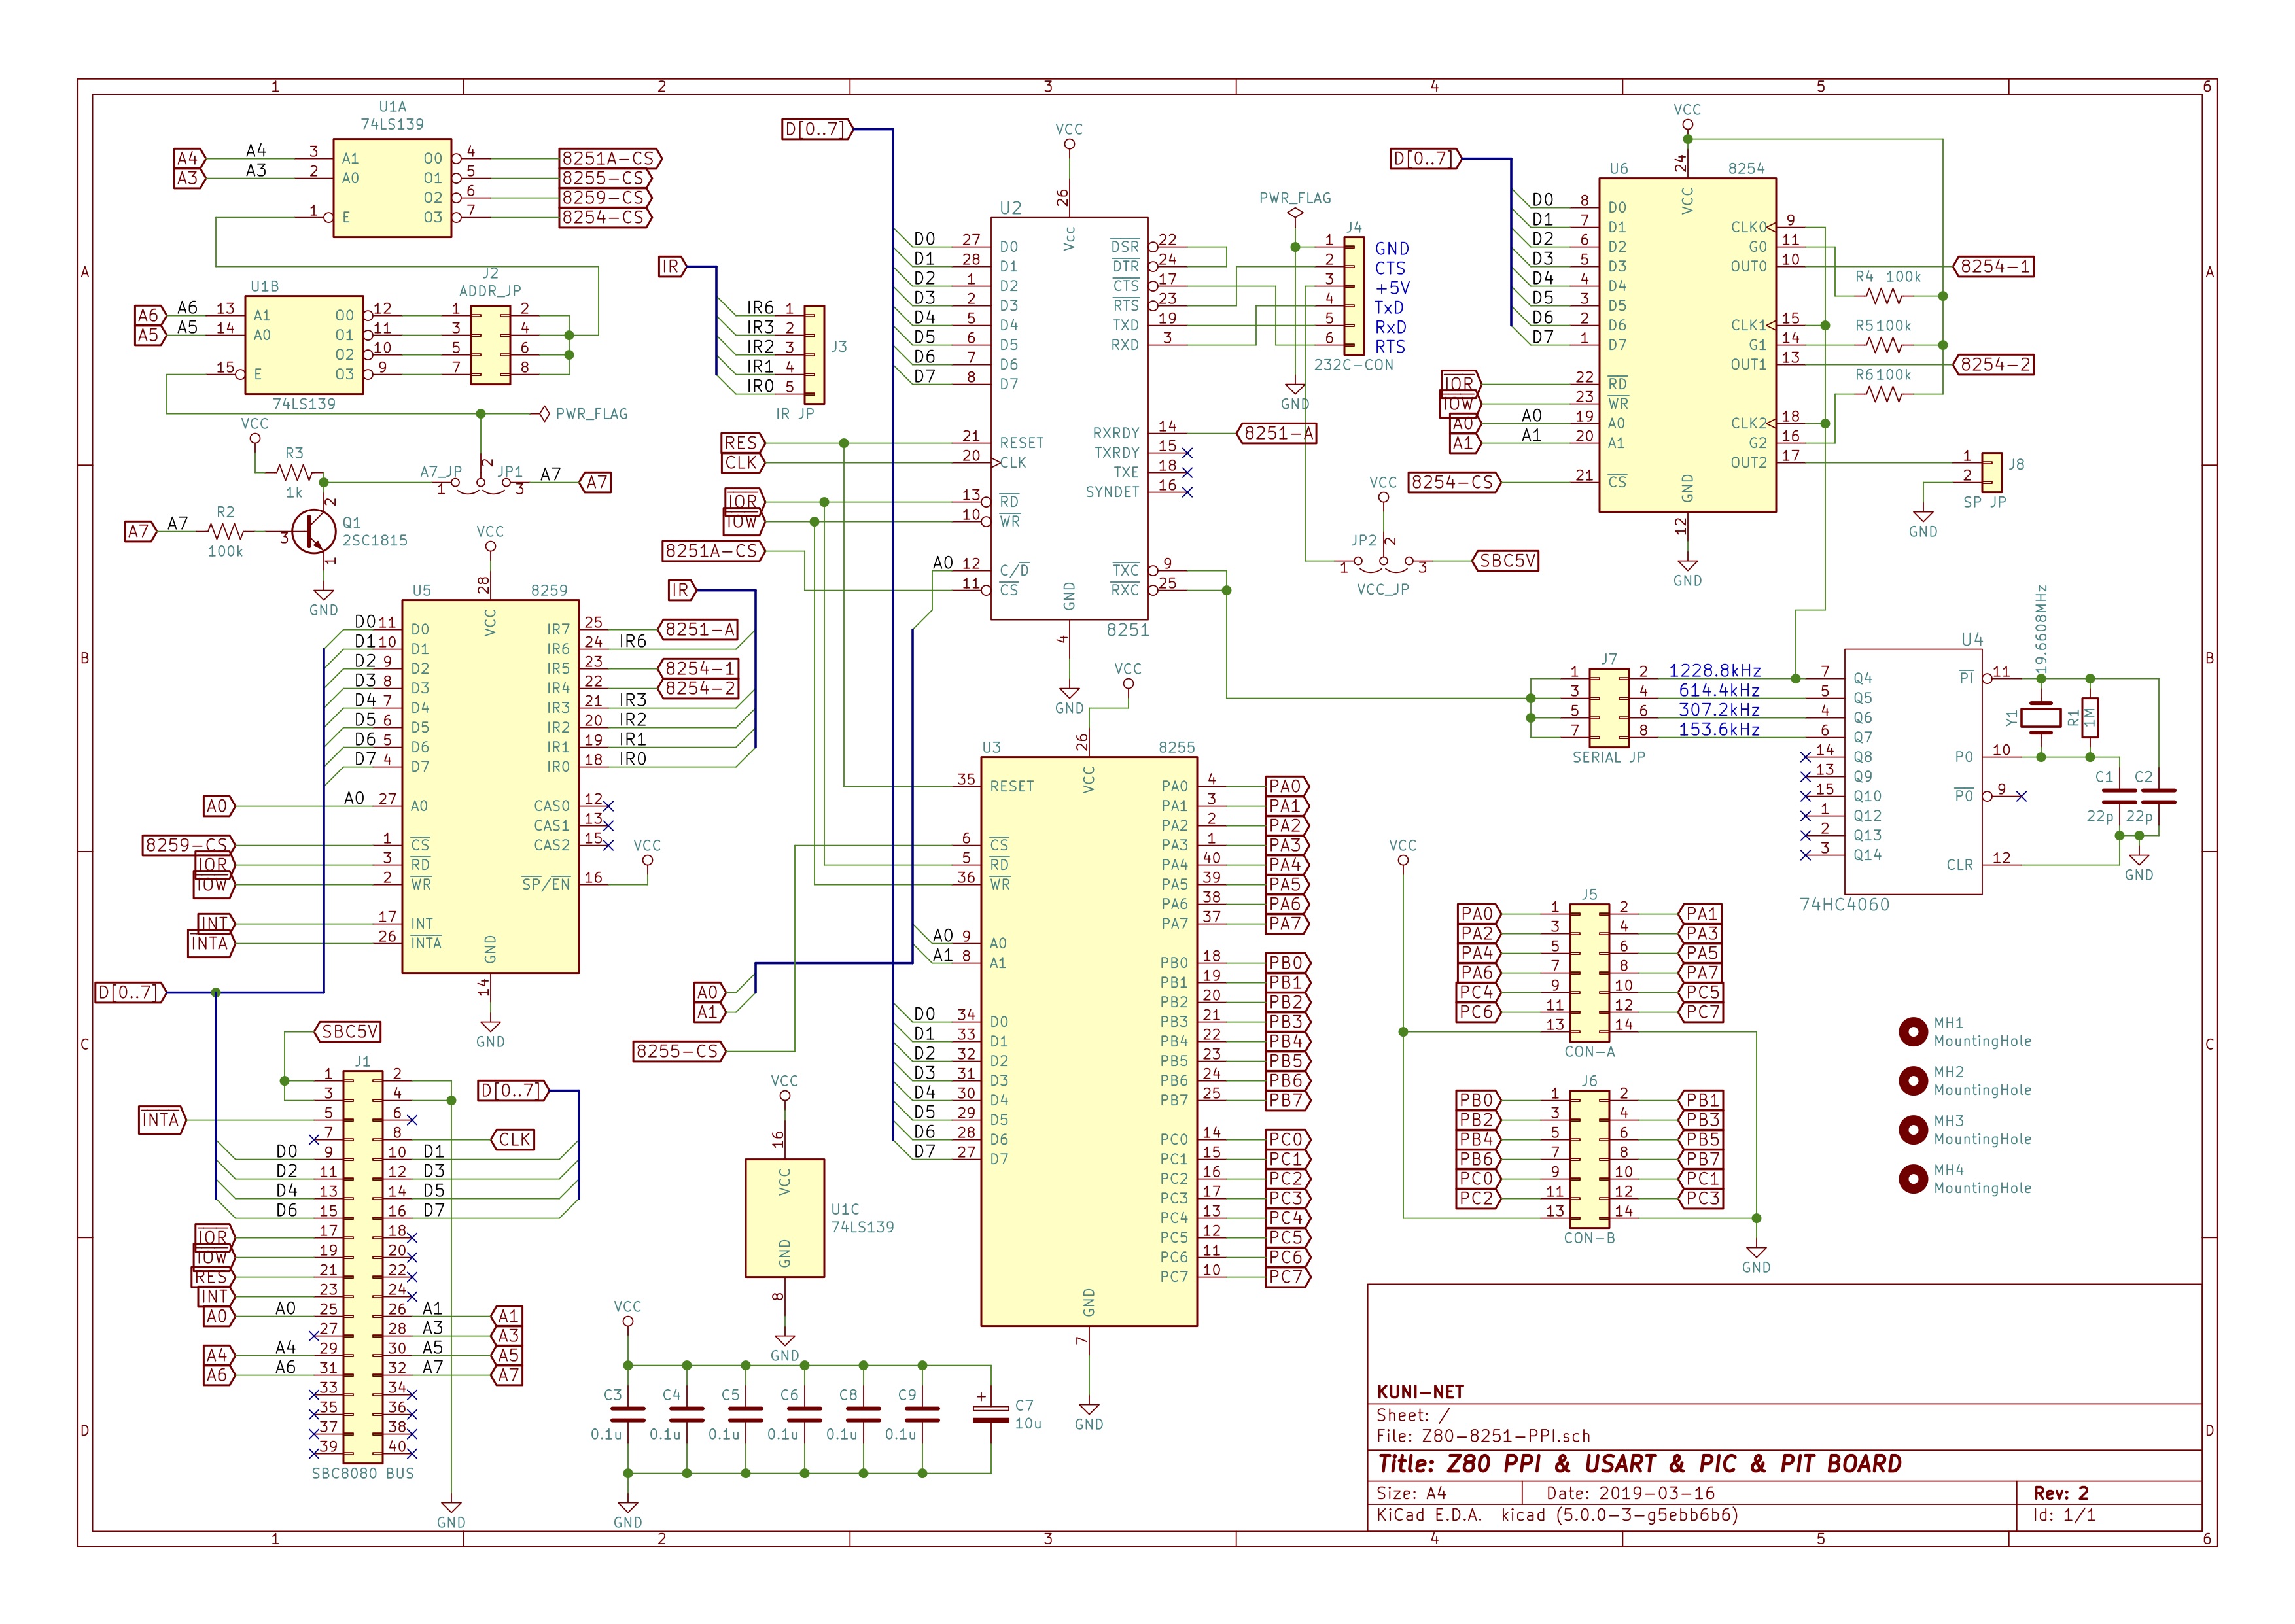 1 2 3 4 5 6
A B C D
U1A
74LS139
A4 A4 3 A1 O0 4 8251A-CS
A3 A3 2 A0 O1 5 8255-CS
O2 6 8259-CS
1 E O3 7 8254-CS
U1B
J2
ADDR_JP
A6 A6 13 A1 O0 12 1 2
A5 A5 14 A0 O1 11 3 4
O2 10 5 6
15 E O3 9 7 8
74LS139
PWR_FLAG
VCC
R3
1k
A7_JP JP1
1 2 3
A7 A7
A7 A7 R2
100k
3 2 1
Q1
2SC1815
GND
IR
IR6 1
IR3 2
IR2 3
IR1 4
IR0 5
J3
IR JP
VCC
28
U5 8259
VCC
D0 11 D0 IR7 25 8251-A
D1 10 D1 IR6 24 IR6
D2 9 D2 IR5 23 8254-1
D3 8 D3 IR4 22 8254-2
D4 7 D4 IR3 21 IR3
D5 6 D5 IR2 20 IR2
D6 5 D6 IR1 19 IR1
D7 4 D7 IR0 18 IR0
IR
A0 A0 27 A0 CAS0 12
CAS1 13
8259-CS 1 CS CAS2 15
IOR 3 RD
IOW 2 WR SP/EN 16 VCC
INT 17 INT
INTA 26 INTA
GND
14
GND
D[0..7]
SBC5V
J1
1 2
3 4
INTA 5 6
7 8 CLK
D0 9 10 D1
D2 11 12 D3
D4 13 14 D5
D6 15 16 D7
IOR 17 18
IOW 19 20
RES 21 22
INT 23 24
A0 A0 25 26 A1 A1
27 28 A3 A3
A4 A4 29 30 A5 A5
A6 A6 31 32 A7 A7
33 34
35 36
37 38
39 40
SBC8080 BUS
GND
D[0..7]
D[0..7]
VCC
26
U2
Vcc
D0 27 D0 DSR 22
D1 28 D1 DTR 24
D2 1 D2 CTS 17
D3 2 D3 RTS 23
D4 5 D4 TXD 19
D5 6 D5 RXD 3
D6 7 D6
D7 8 D7
RXRDY 14 8251-A
RES 21 RESET TXRDY 15
CLK 20 CLK TXE 18
SYNDET 16
IOR 13 RD
IOW 10 WR
8251A-CS
A0 12 C/D TXC 9
11 CS RXC 25
GND
8251
4
GND
PWR_FLAG
J4
1 GND
2 CTS
3 +5V
4 TxD
5 RxD
6 RTS
232C-CON
GND
VCC
JP2
1 2 3
VCC_JP
SBC5V
VCC
26
U3 8255
VCC
35 RESET PA0 4 PA0
PA1 3 PA1
PA2 2 PA2
6 CS PA3 1 PA3
5 RD PA4 40 PA4
36 WR PA5 39 PA5
PA6 38 PA6
PA7 37 PA7
A0 9 A0
A1 8 A1 PB0 18 PB0
PB1 19 PB1
PB2 20 PB2
D0 34 D0 PB3 21 PB3
D1 33 D1 PB4 22 PB4
D2 32 D2 PB5 23 PB5
D3 31 D3 PB6 24 PB6
D4 30 D4 PB7 25 PB7
D5 29 D5
D6 28 D6 PC0 14 PC0
D7 27 D7 PC1 15 PC1
PC2 16 PC2
PC3 17 PC3
PC4 13 PC4
PC5 12 PC5
PC6 11 PC6
PC7 10 PC7
GND
7
GND
A0
A1
8255-CS
VCC
16
VCC
U1C
74LS139
GND
8
GND
VCC
C3 C4 C5 C6 C8 C9 C7
0.1u 0.1u 0.1u 0.1u 0.1u 0.1u 10u
+
GND
D[0..7]
VCC
24
U6 8254
VCC
D0 8 D0 CLK0 9
D1 7 D1 G0 11
D2 6 D2 OUT0 10 8254-1
D3 5 D3
D4 4 D4
D5 3 D5
D6 2 D6 CLK1 15
D7 1 D7 G1 14
OUT1 13 8254-2
IOR 22 RD
IOW 23 WR
A0 A0 19 A0 CLK2 18
A1 A1 20 A1 G2 16
OUT2 17
8254-CS 21 CS
GND
12
GND
R4 100k
R5 100k
R6 100k
1
2
J8
SP JP
GND
J7
1 2 1228.8kHz
3 4 614.4kHz
5 6 307.2kHz
7 8 153.6kHz
SERIAL JP
U4
7 Q4 PI 11
5 Q5
4 Q6
6 Q7
14 Q8 P0 10
13 Q9
15 Q10 P0 9
1 Q12
2 Q13
3 Q14 CLR 12
74HC4060
19.6608MHz
Y1
R1
1M
C1 C2
22p 22p
GND
VCC
J5
PA0 1 2 PA1
PA2 3 4 PA3
PA4 5 6 PA5
PA6 7 8 PA7
PC4 9 10 PC5
PC6 11 12 PC7
13 14
CON-A
J6
PB0 1 2 PB1
PB2 3 4 PB3
PB4 5 6 PB5
PB6 7 8 PB7
PC0 9 10 PC1
PC2 11 12 PC3
13 14
CON-B
GND
MH1
MountingHole
MH2
MountingHole
MH3
MountingHole
MH4
MountingHole
KUNI-NET
Sheet: /
File: Z80-8251-PPI.sch
Title: Z80 PPI & USART & PIC & PIT BOARD
Size: A4 Date: 2019-03-16 Rev: 2
KiCad E.D.A. kicad (5.0.0-3-g5ebb6b6) Id: 1/1
1 2 3 4 5 6
A B C D